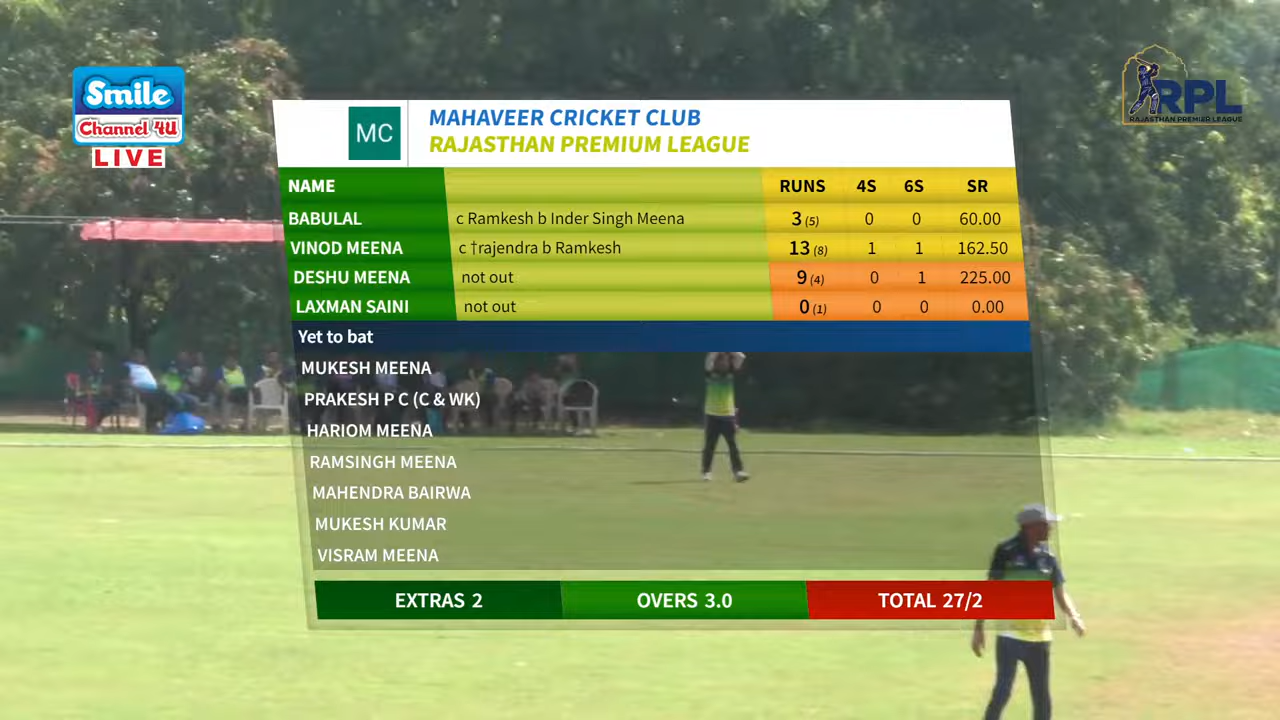 Smile
Channel 4U
LIVE
RPL
RAJASTHAN PREMIER LEAGUE
MC
MAHAVEER CRICKET CLUB
RAJASTHAN PREMIUM LEAGUE
NAME RUNS 4S 6S SR
BABULAL c Ramkesh b Inder Singh Meena 3 (5) 0 0 60.00
VINOD MEENA c †rajendra b Ramkesh 13 (8) 1 1 162.50
DESHU MEENA not out 9 (4) 0 1 225.00
LAXMAN SAINI not out 0 (1) 0 0 0.00
Yet to bat
MUKESH MEENA
PRAKESH P C (C & WK)
HARIOM MEENA
RAMSINGH MEENA
MAHENDRA BAIRWA
MUKESH KUMAR
VISRAM MEENA
EXTRAS 2 OVERS 3.0 TOTAL 27/2